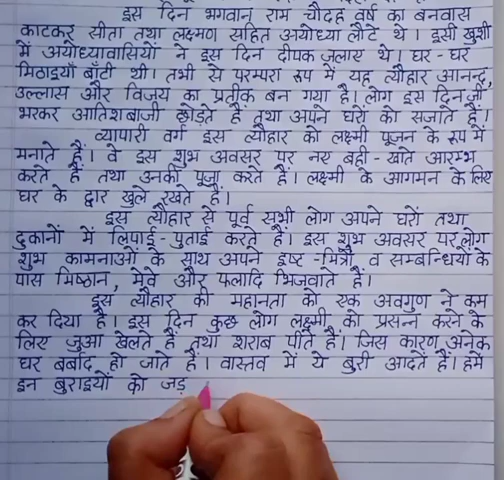 इस दिन भगवान राम चौदह वर्ष का बनवास
काटकर सीता तथा लक्ष्मण सहित अयोध्या लौटे थे। इसी खुशी
में अयोध्यावासियों ने इस दिन दीपक जलाए थे। घर - घर
मिठाइयाँ बाँटी थी। तभी से परम्परा रूप में यह त्यौहार आनन्द,
उल्लास और विजय का प्रतीक बन गया है। लोग इस दिन जी
भरकर आतिशबाजी छोड़ते हैं तथा अपने घरों को सजाते हैं।
व्यापारी वर्ग इस त्यौहार को लक्ष्मी पूजन के रूप में
मनाते हैं। वे इस शुभ अवसर पर नए बही - खाते आरम्भ
करते हैं तथा उनकी पूजा करते हैं। लक्ष्मी के आगमन के लिए
घर के द्वार खुले रखते हैं।
इस त्यौहार से पूर्व सभी लोग अपने घरों तथा
दुकानों में लिपाई - पुताई करते हैं। इस शुभ अवसर पर लोग
शुभ कामनाओं के साथ अपने इष्ट - मित्रों व सम्बन्धियों के
पास मिष्ठान, मेवे और फलादि भिजवाते हैं।
इस त्यौहार की महानता को एक अवगुण ने कम
कर दिया है। इस दिन कुछ लोग लक्ष्मी को प्रसन्न करने के
लिए जुआ खेलते हैं तथा शराब पीते हैं। जिस कारण अनेक
घर बर्बाद हो जाते हैं। वास्तव में ये बुरी आदतें हैं। हमें
इन बुराइयों को जड़